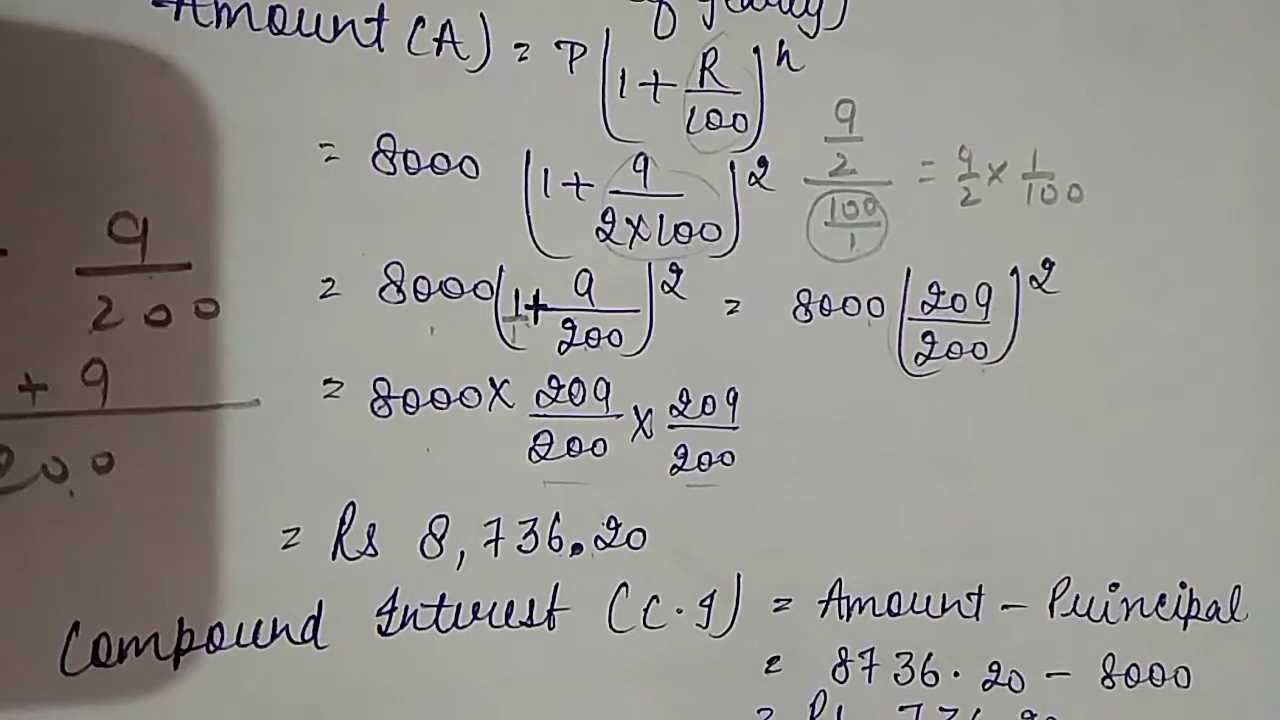 Amount (A) = P (1 + R/100)^n
= 8000 (1 + 9/(2×100))^2
(9/2)/(100/1) = 9/2 × 1/100
= 8000 (1/1 + 9/200)^2 = 8000 (209/200)^2
= 8000 × 209/200 × 209/200
= Rs 8,736.20
Compound Interest (C.I) = Amount - Principal
= 8736.20 - 8000
9
200
+ 9